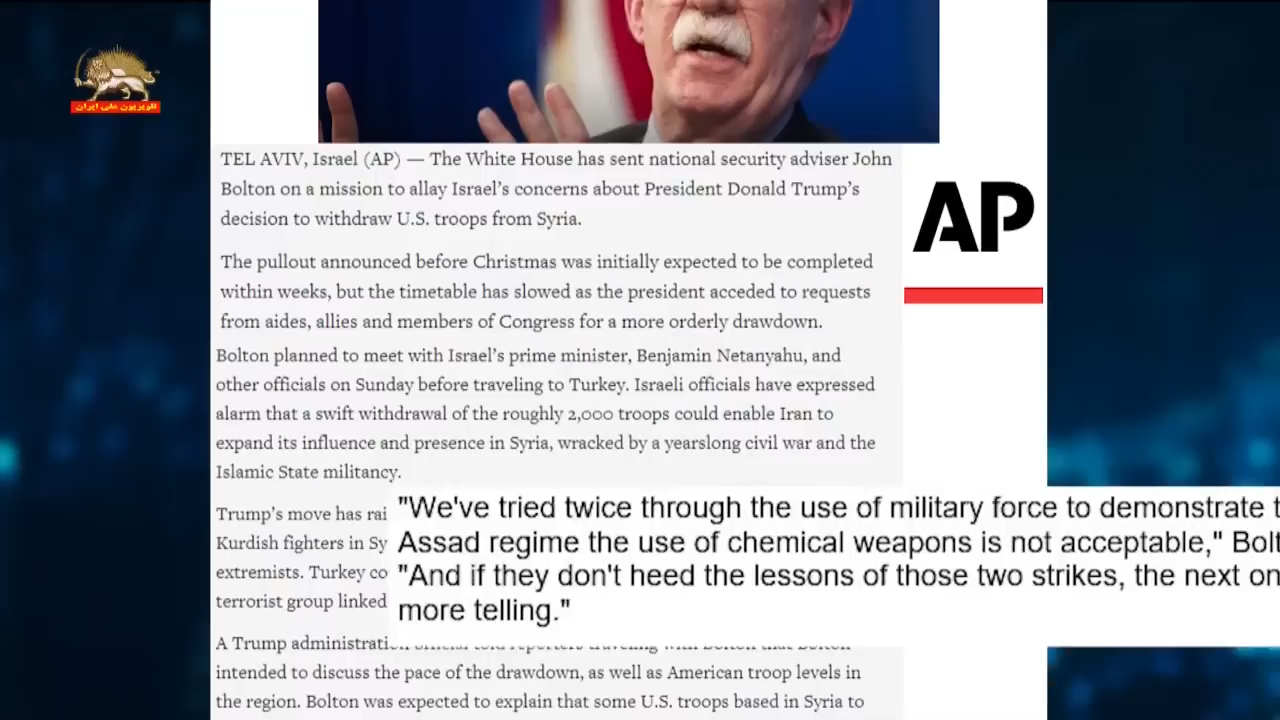 تلویزیون ملی ایران
TEL AVIV, Israel (AP) — The White House has sent national security adviser John
Bolton on a mission to allay Israel’s concerns about President Donald Trump’s
decision to withdraw U.S. troops from Syria.
AP
The pullout announced before Christmas was initially expected to be completed
within weeks, but the timetable has slowed as the president acceded to requests
from aides, allies and members of Congress for a more orderly drawdown.
Bolton planned to meet with Israel’s prime minister, Benjamin Netanyahu, and
other officials on Sunday before traveling to Turkey. Israeli officials have expressed
alarm that a swift withdrawal of the roughly 2,000 troops could enable Iran to
expand its influence and presence in Syria, wracked by a yearslong civil war and the
Islamic State militancy.
Trump’s move has rai
Kurdish fighters in Sy
extremists. Turkey co
terrorist group linked
"We've tried twice through the use of military force to demonstrate t
Assad regime the use of chemical weapons is not acceptable," Bolt
"And if they don't heed the lessons of those two strikes, the next on
more telling."
A Trump administrati
intended to discuss the pace of the drawdown, as well as American troop levels in
the region. Bolton was expected to explain that some U.S. troops based in Syria to